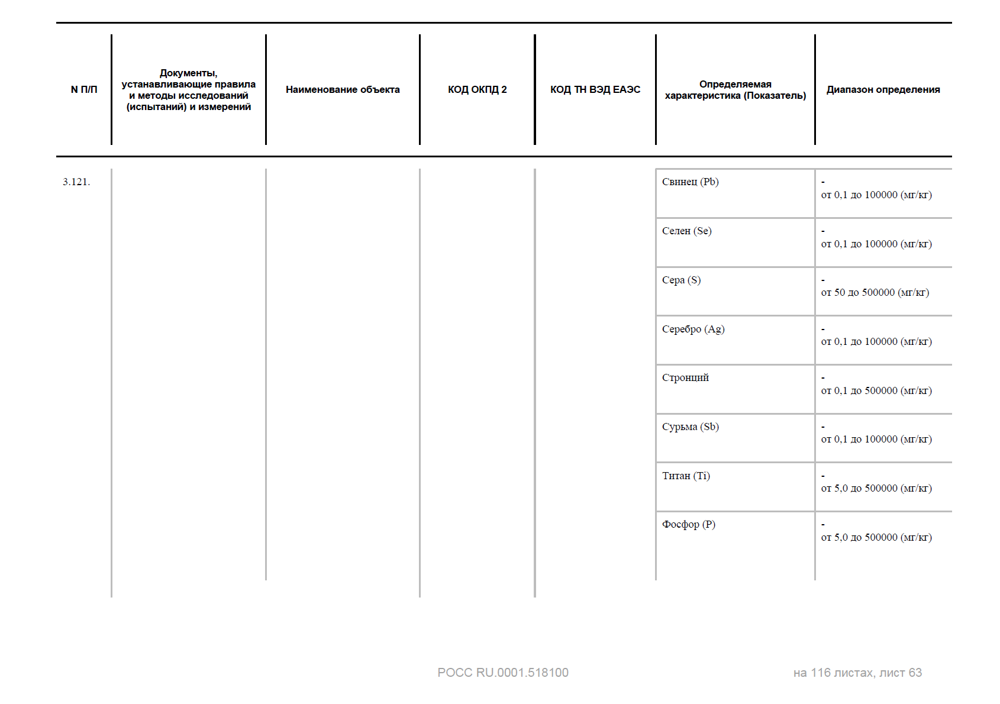 N П/П
Документы,
устанавливающие правила
и методы исследований
(испытаний) и измерений
Наименование объекта
КОД ОКПД 2
КОД ТН ВЭД ЕАЭС
Определяемая
характеристика (Показатель)
Диапазон определения
3.121.
Свинец (Pb)
-
от 0,1 до 100000 (мг/кг)
Селен (Se)
-
от 0,1 до 100000 (мг/кг)
Сера (S)
-
от 50 до 500000 (мг/кг)
Серебро (Ag)
-
от 0,1 до 100000 (мг/кг)
Стронций
-
от 0,1 до 500000 (мг/кг)
Сурьма (Sb)
-
от 0,1 до 100000 (мг/кг)
Титан (Ti)
-
от 5,0 до 500000 (мг/кг)
Фосфор (P)
-
от 5,0 до 500000 (мг/кг)
РОСС RU.0001.518100
на 116 листах, лист 63